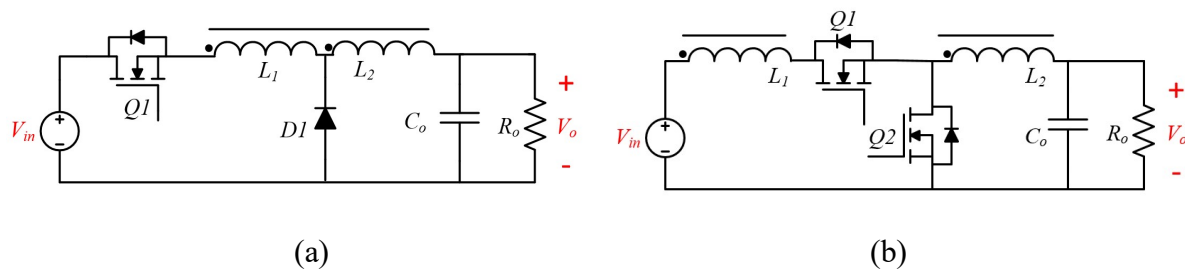 Q1
L1
L2
Vin
+
-
D1
Co
Ro
+
Vo
-
(a)
Q1
L1
L2
Vin
+
-
Q2
Co
Ro
+
Vo
-
(b)